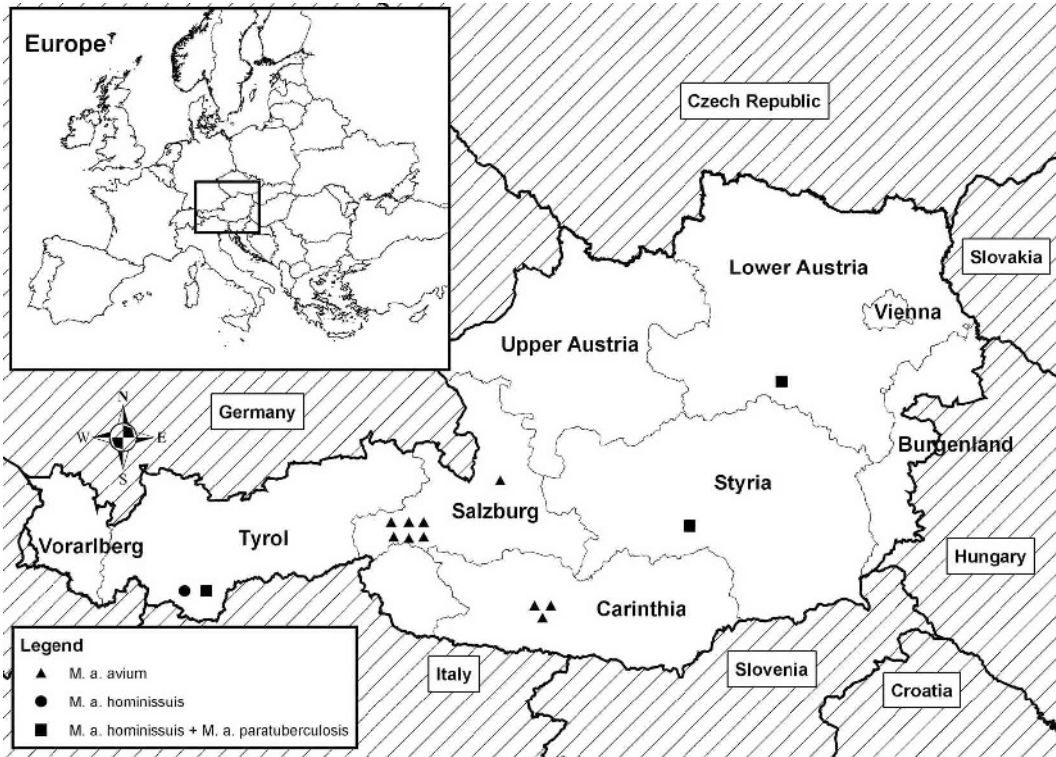 Europe
Czech Republic
Lower Austria
Slovakia
Vienna
Upper Austria
Germany
N
W E
S
Burgenland
Styria
Salzburg
Tyrol
Vorarlberg
Hungary
Carinthia
Legend
M. a. avium
M. a. hominissuis
M. a. hominissuis + M. a. paratuberculosis
Italy
Slovenia
Croatia